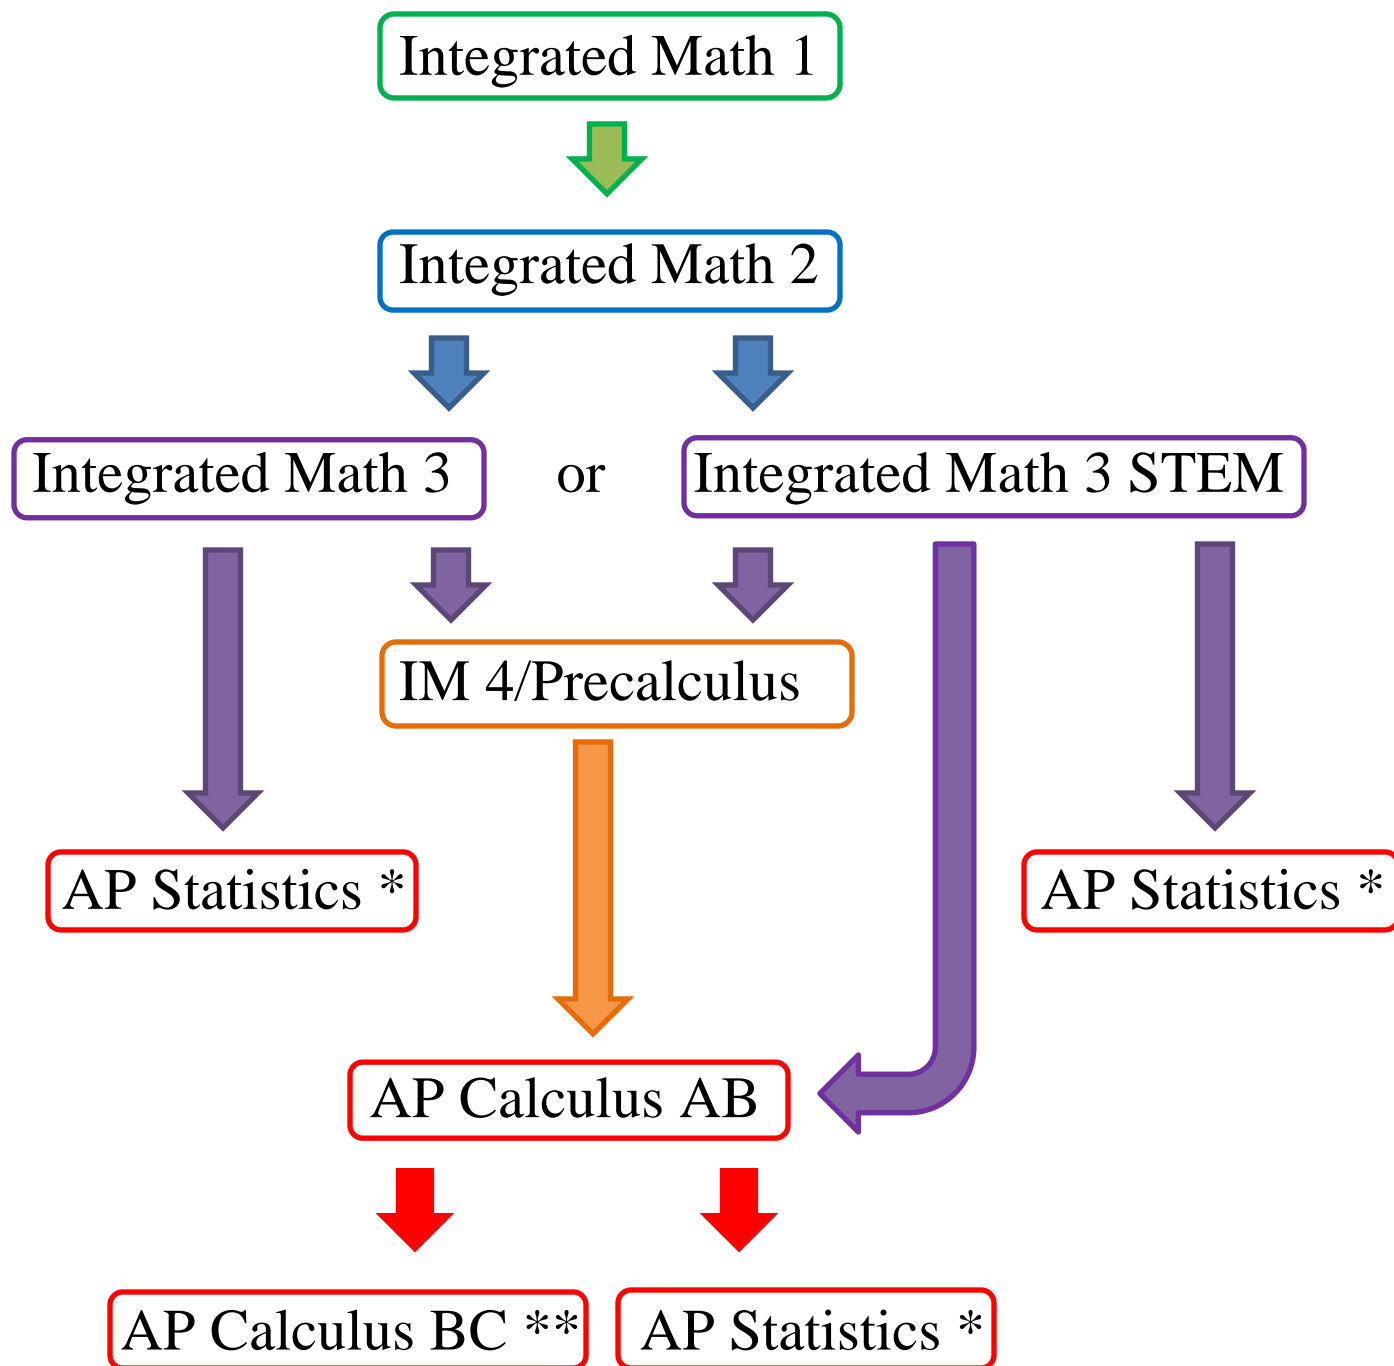 Integrated Math 1
Integrated Math 2
Integrated Math 3 or Integrated Math 3 STEM
IM 4/Precalculus
AP Statistics * AP Statistics *
AP Calculus AB
AP Calculus BC ** AP Statistics *